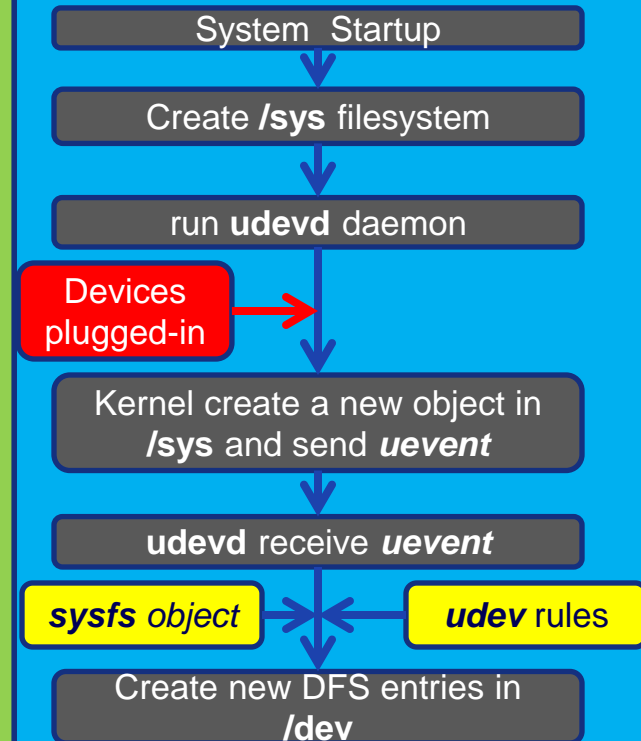 System Startup
Create /sys filesystem
run udevd daemon
Devices
plugged-in
Kernel create a new object in
/sys and send uevent
udevd receive uevent
sysfs object
udev rules
Create new DFS entries in
/dev